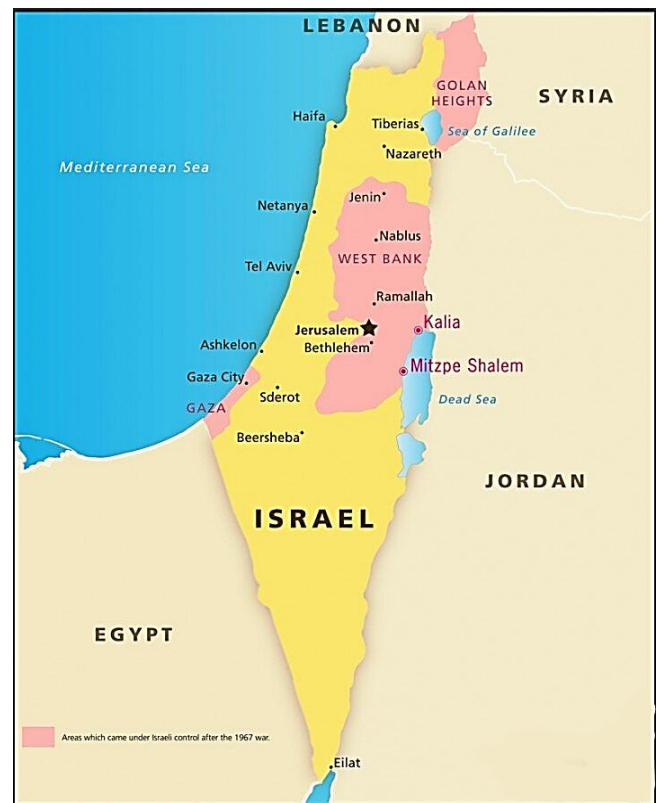 LEBANON
GOLAN
HEIGHTS
SYRIA
Haifa
Tiberias
Sea of Galilee
Nazareth
Mediterranean Sea
Jenin
Netanya
Nablus
WEST BANK
Tel Aviv
Ramallah
Kalia
Jerusalem
Ashkelon
Bethlehem
Mitzpe Shalem
Gaza City
Sderot
Dead Sea
GAZA
Beersheba
JORDAN
ISRAEL
EGYPT
Areas which came under Israeli control after the 1967 war.
Eilat